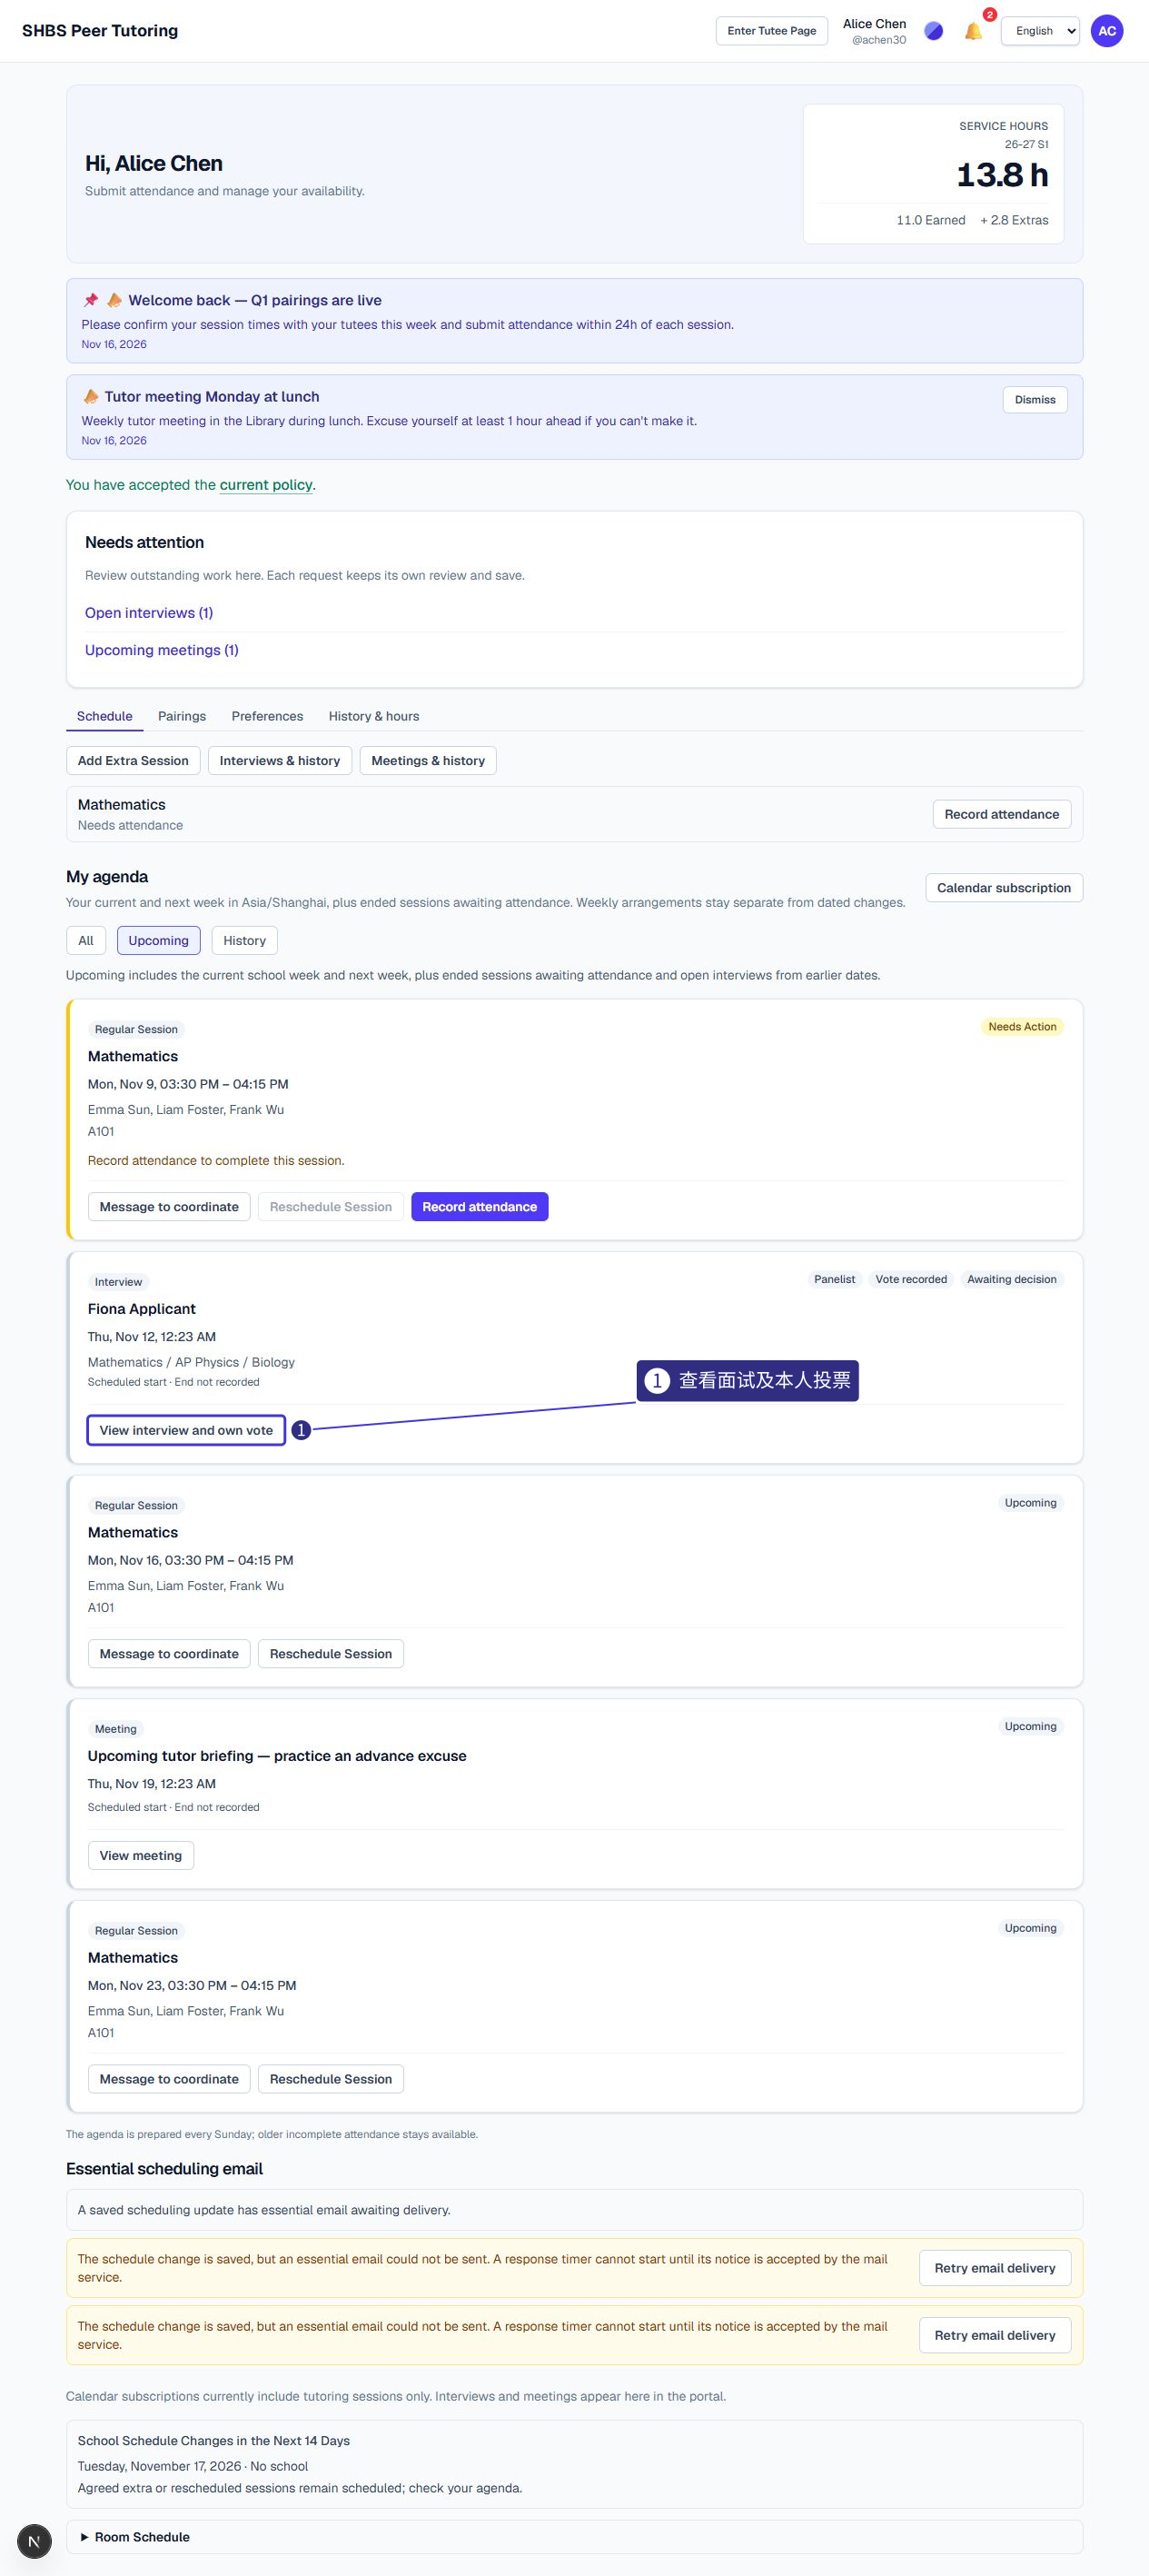 SHBS Peer Tutoring
Enter Tutee Page
Alice Chen
@achen30
2
English
AC
Hi, Alice Chen
Submit attendance and manage your availability.
SERVICE HOURS
26-27 S1
13.8 h
11.0 Earned + 2.8 Extras
Welcome back — Q1 pairings are live
Please confirm your session times with your tutees this week and submit attendance within 24h of each session.
Nov 16, 2026
Tutor meeting Monday at lunch
Dismiss
Weekly tutor meeting in the Library during lunch. Excuse yourself at least 1 hour ahead if you can't make it.
Nov 16, 2026
You have accepted the current policy.
Needs attention
Review outstanding work here. Each request keeps its own review and save.
Open interviews (1)
Upcoming meetings (1)
Schedule Pairings Preferences History & hours
Add Extra Session Interviews & history Meetings & history
Mathematics
Needs attendance
Record attendance
My agenda
Your current and next week in Asia/Shanghai, plus ended sessions awaiting attendance. Weekly arrangements stay separate from dated changes.
Calendar subscription
All Upcoming History
Upcoming includes the current school week and next week, plus ended sessions awaiting attendance and open interviews from earlier dates.
Regular Session
Needs Action
Mathematics
Mon, Nov 9, 03:30 PM – 04:15 PM
Emma Sun, Liam Foster, Frank Wu
A101
Record attendance to complete this session.
Message to coordinate Reschedule Session Record attendance
Interview
Panelist Vote recorded Awaiting decision
Fiona Applicant
Thu, Nov 12, 12:23 AM
Mathematics / AP Physics / Biology
Scheduled start · End not recorded
1 查看面试及本人投票
View interview and own vote 1
Regular Session
Upcoming
Mathematics
Mon, Nov 16, 03:30 PM – 04:15 PM
Emma Sun, Liam Foster, Frank Wu
A101
Message to coordinate Reschedule Session
Meeting
Upcoming
Upcoming tutor briefing — practice an advance excuse
Thu, Nov 19, 12:23 AM
Scheduled start · End not recorded
View meeting
Regular Session
Upcoming
Mathematics
Mon, Nov 23, 03:30 PM – 04:15 PM
Emma Sun, Liam Foster, Frank Wu
A101
Message to coordinate Reschedule Session
The agenda is prepared every Sunday; older incomplete attendance stays available.
Essential scheduling email
A saved scheduling update has essential email awaiting delivery.
The schedule change is saved, but an essential email could not be sent. A response timer cannot start until its notice is accepted by the mail
service.
Retry email delivery
The schedule change is saved, but an essential email could not be sent. A response timer cannot start until its notice is accepted by the mail
service.
Retry email delivery
Calendar subscriptions currently include tutoring sessions only. Interviews and meetings appear here in the portal.
School Schedule Changes in the Next 14 Days
Tuesday, November 17, 2026 · No school
Agreed extra or rescheduled sessions remain scheduled; check your agenda.
N
▶ Room Schedule